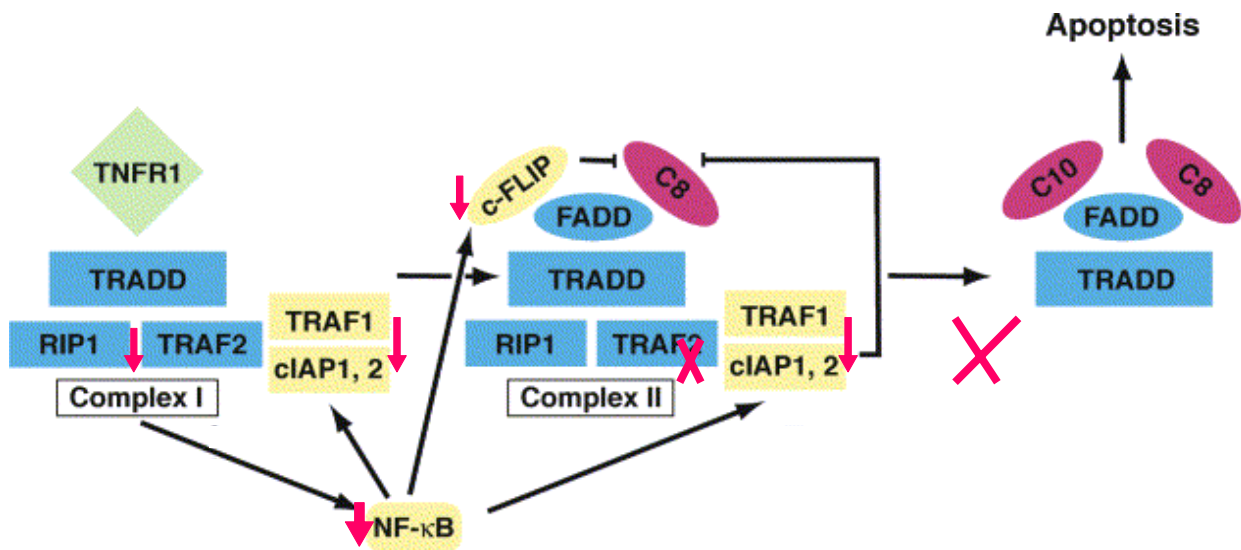 Apoptosis
TNFR1
c-FLIP
C8
C10
C8
FADD
FADD
TRADD
TRADD
TRADD
TRAF1
TRAF1
RIP1
TRAF2
RIP1
TRAF2
cIAP1, 2
cIAP1, 2
Complex I
Complex II
NF-κB